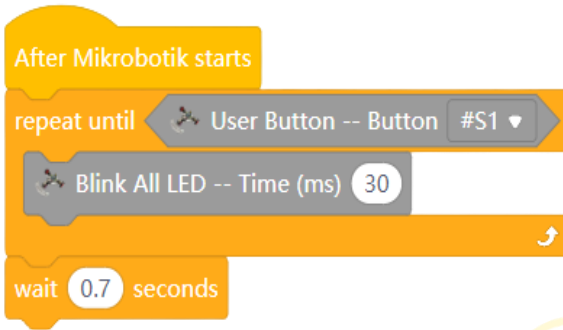 After Mikrobotik starts
repeat until User Button -- Button #S1
Blink All LED -- Time (ms) 30
wait 0.7 seconds